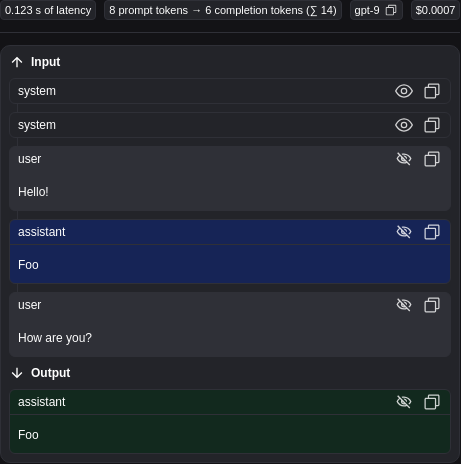 0.123 s of latency 8 prompt tokens → 6 completion tokens (∑ 14) gpt-9 $0.0007
Input
system
system
user
Hello!
assistant
Foo
user
How are you?
Output
assistant
Foo